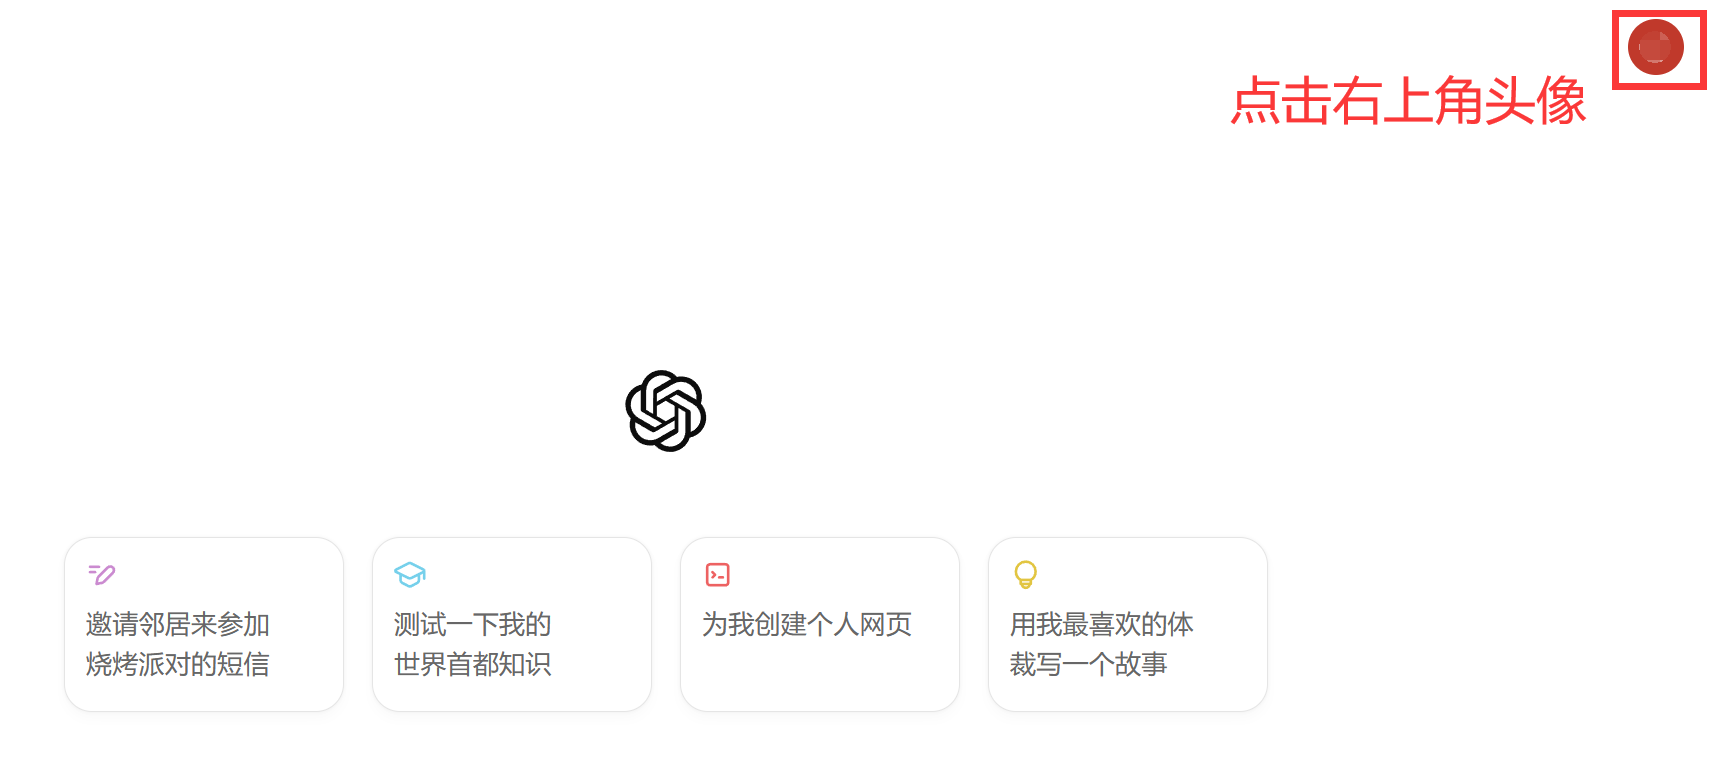 点击右上角头像
邀请邻居来参加
烧烤派对的短信
测试一下我的
世界首都知识
为我创建个人网页
用我最喜欢的体
裁写一个故事